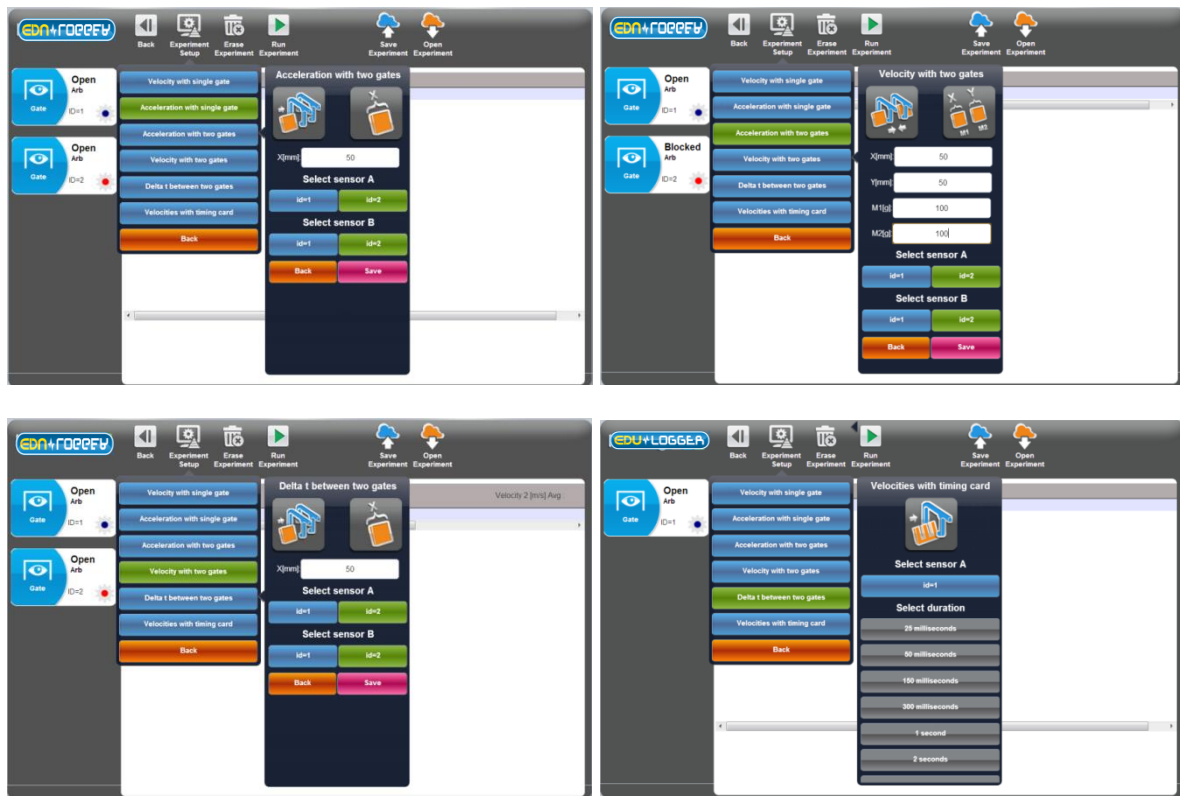 Back
Experiment
Setup
Erase
Experiment
Run
Experiment
Save
Experiment
Open
Experiment
Gate
Open
Arb
ID=1
Gate
Open
Arb
ID=2
Velocity with single gate
Acceleration with single gate
Acceleration with two gates
Velocity with two gates
Delta t between two gates
Velocities with timing card
Back
Acceleration with two gates
X
X[mm]: 50
Select sensor A
id=1 id=2
Select sensor B
id=1 id=2
Back Save
Back
Experiment
Setup
Erase
Experiment
Run
Experiment
Save
Experiment
Open
Experiment
Gate
Open
Arb
ID=1
Gate
Blocked
Arb
ID=2
Velocity with single gate
Acceleration with single gate
Acceleration with two gates
Velocity with two gates
Delta t between two gates
Velocities with timing card
Back
Velocity with two gates
X Y
M1 M2
X[mm]: 50
Y[mm]: 50
M1[g]: 100
M2[g]: 100
Select sensor A
id=1 id=2
Select sensor B
id=1 id=2
Back Save
Back
Experiment
Setup
Erase
Experiment
Run
Experiment
Save
Experiment
Open
Experiment
Gate
Open
Arb
ID=1
Gate
Open
Arb
ID=2
Velocity with single gate
Acceleration with single gate
Acceleration with two gates
Velocity with two gates
Delta t between two gates
Velocities with timing card
Back
Delta t between two gates
X
X[mm]: 50
Select sensor A
id=1 id=2
Select sensor B
id=1 id=2
Back Save
Velocity 2 [m/s] Avg
EDU+LOGGER
Back
Experiment
Setup
Erase
Experiment
Run
Experiment
Save
Experiment
Open
Experiment
Gate
Open
Arb
ID=1
Velocity with single gate
Acceleration with single gate
Acceleration with two gates
Velocity with two gates
Delta t between two gates
Velocities with timing card
Back
Velocities with timing card
Select sensor A
id=1
Select duration
25 milliseconds
50 milliseconds
150 milliseconds
300 milliseconds
1 second
2 seconds